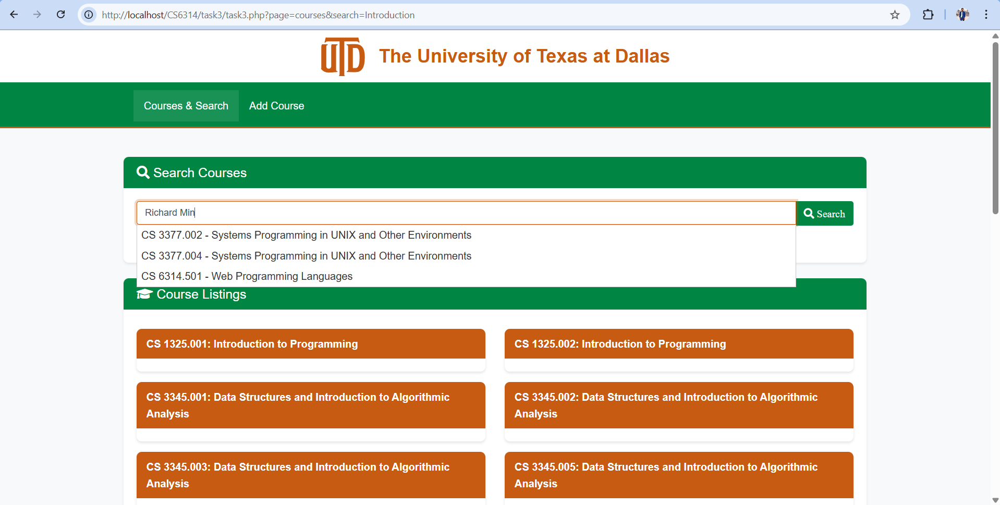 http://localhost/CS6314/task3/task3.php?page=courses&search=Introduction
UTD The University of Texas at Dallas
Courses & Search Add Course
Search Courses
Richard Min Search
CS 3377.002 - Systems Programming in UNIX and Other Environments
CS 3377.004 - Systems Programming in UNIX and Other Environments
CS 6314.501 - Web Programming Languages
Course Listings
CS 1325.001: Introduction to Programming
CS 1325.002: Introduction to Programming
CS 3345.001: Data Structures and Introduction to Algorithmic
Analysis
CS 3345.002: Data Structures and Introduction to Algorithmic
Analysis
CS 3345.003: Data Structures and Introduction to Algorithmic
Analysis
CS 3345.005: Data Structures and Introduction to Algorithmic
Analysis